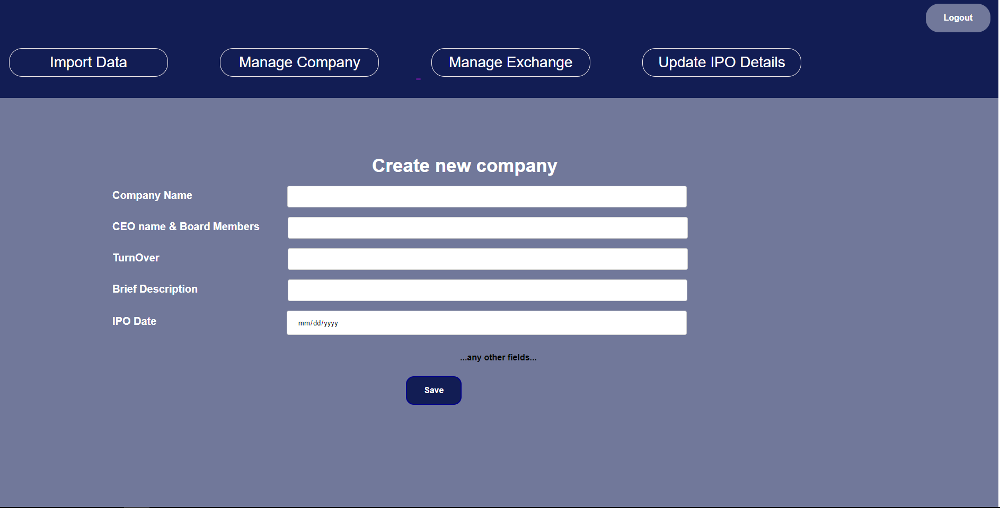 Logout
Import Data
Manage Company
Manage Exchange
Update IPO Details
Create new company
Company Name
CEO name & Board Members
TurnOver
Brief Description
IPO Date
mm/dd/yyyy
...any other fields...
Save